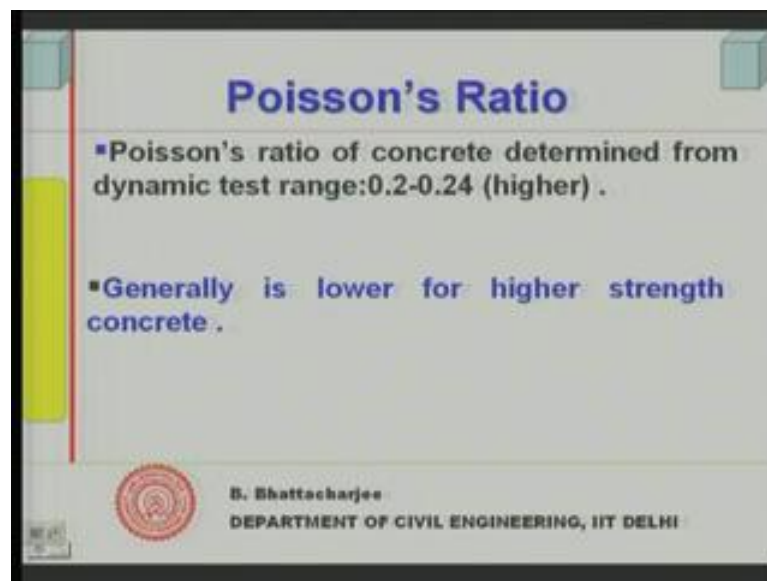 Poisson's Ratio
▪Poisson's ratio of concrete determined from
dynamic test range:0.2-0.24 (higher) .
▪Generally is lower for higher strength
concrete .
B. Bhattacharjee
DEPARTMENT OF CIVIL ENGINEERING, IIT DELHI